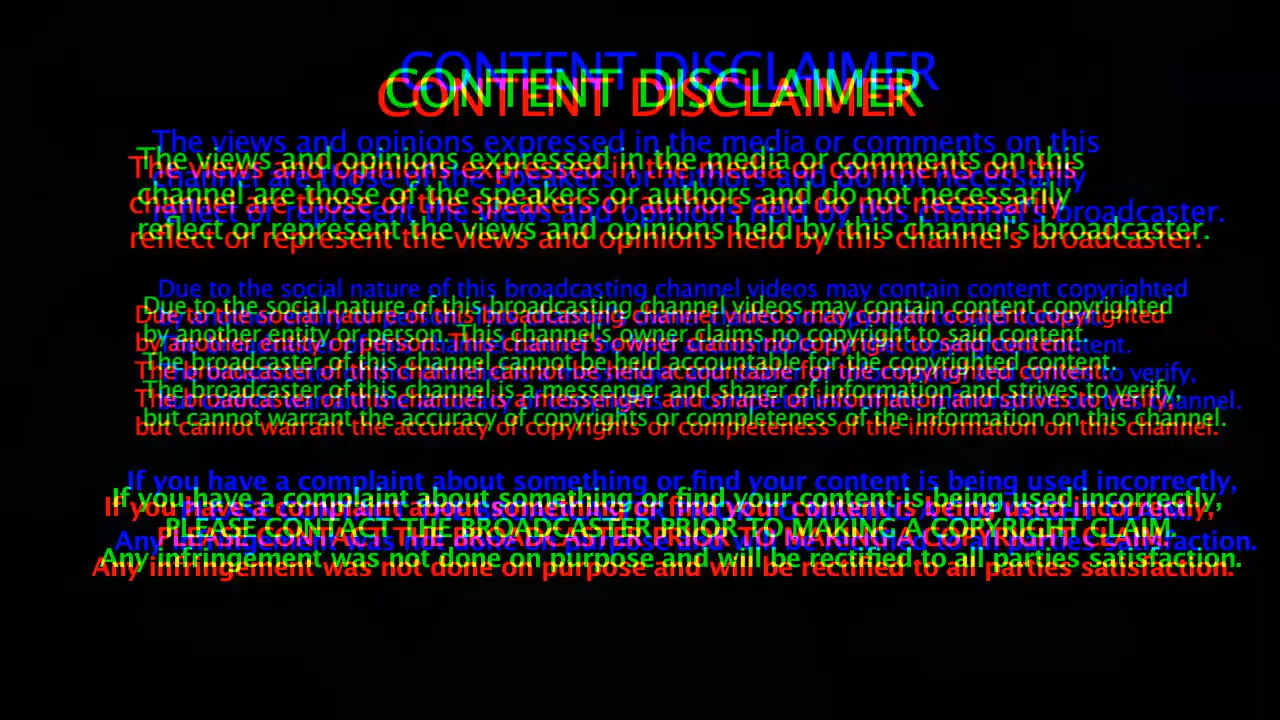 CONTENT DISCLAIMER
The views and opinions expressed in the media or comments on this
channel are those of the speakers or authors and do not necessarily
reflect or represent the views and opinions held by this channel's broadcaster.
Due to the social nature of this broadcasting channel videos may contain content copyrighted
by another entity or person. This channel's owner claims no copyright to said content.
The broadcaster of this channel cannot be held accountable for the copyrighted content.
The broadcaster of this channel is a messenger and sharer of information and strives to verify,
but cannot warrant the accuracy of copyrights or completeness of the information on this channel.
If you have a complaint about something or find your content is being used incorrectly,
PLEASE CONTACT THE BROADCASTER PRIOR TO MAKING A COPYRIGHT CLAIM.
Any infringement was not done on purpose and will be rectified to all parties satisfaction.